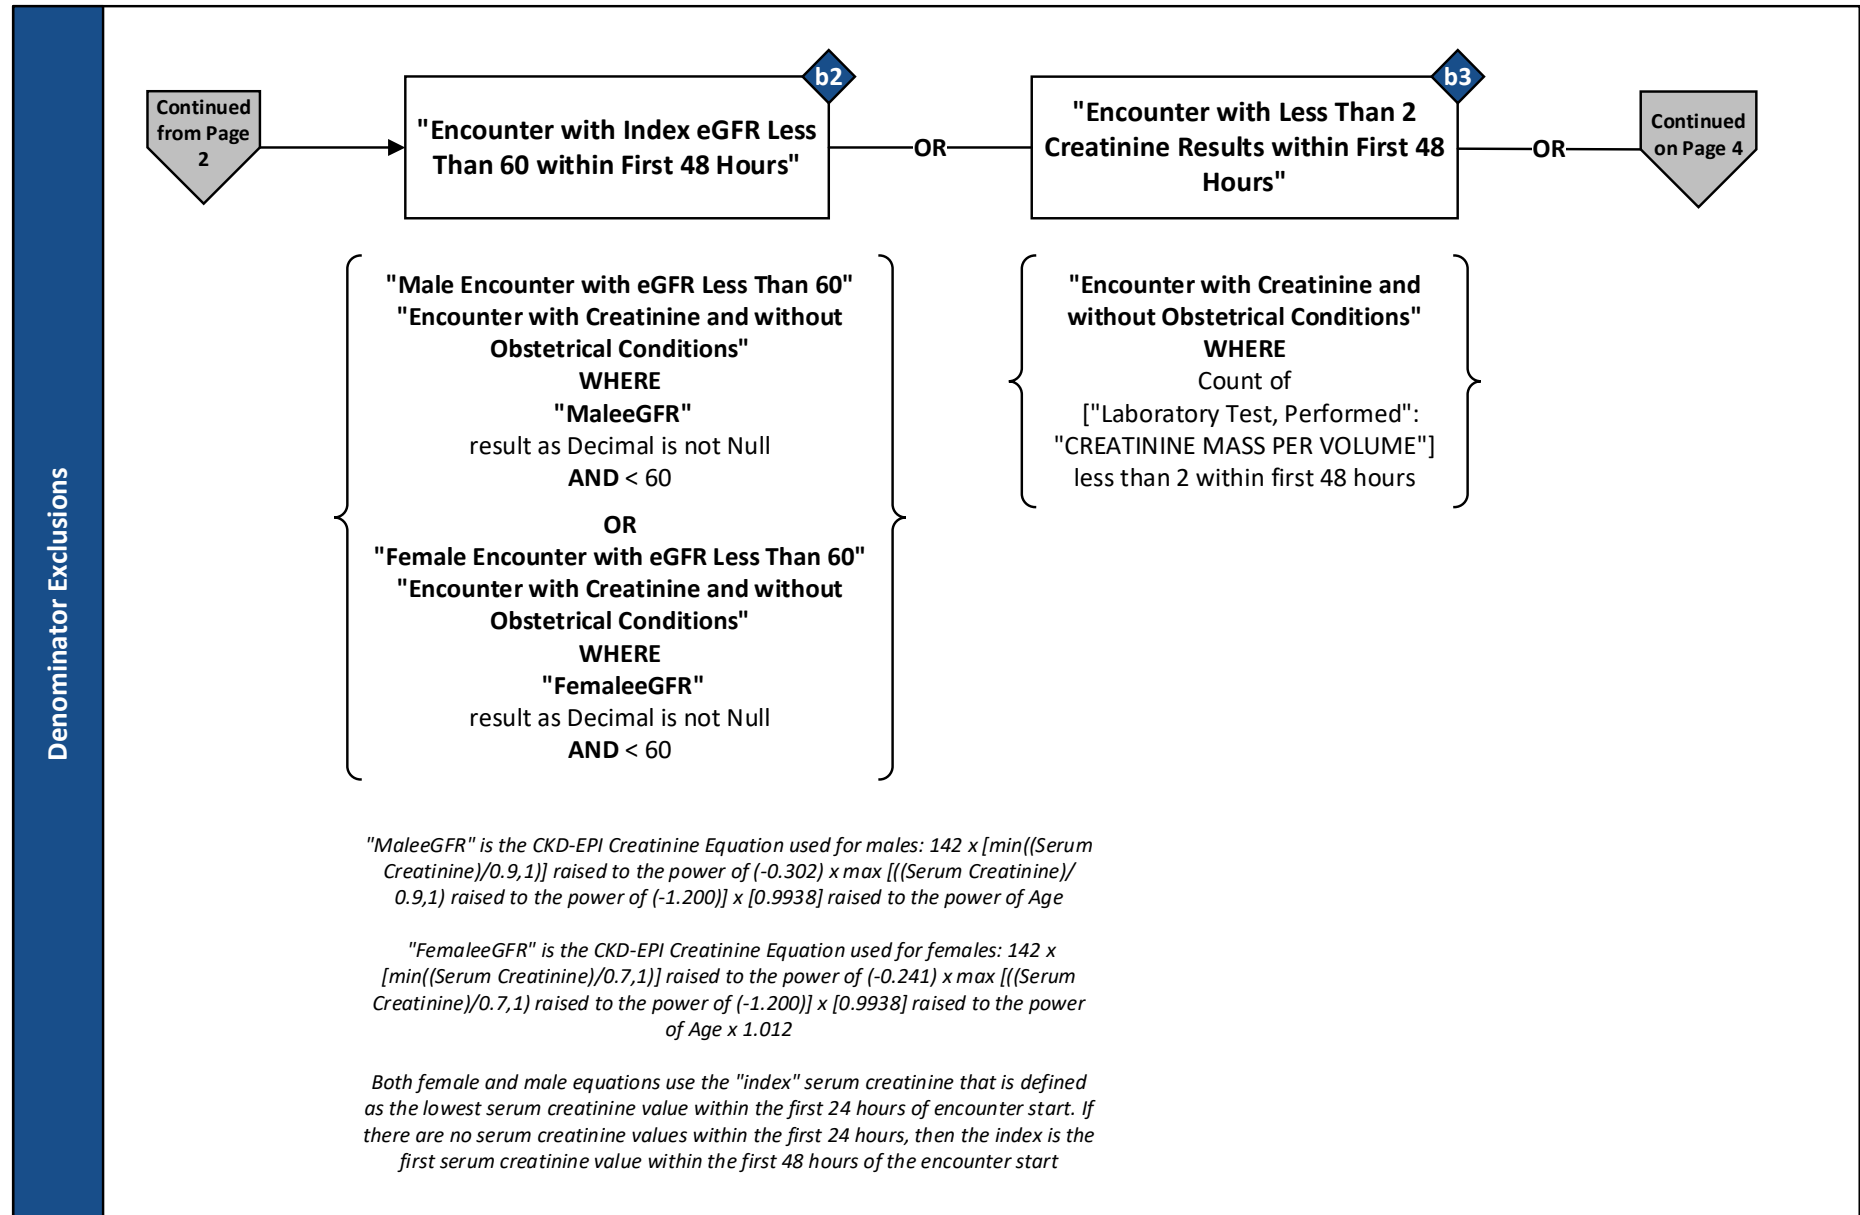 Denominator Exclusions
Continued
from Page
2
b2
"Encounter with Index eGFR Less
Than 60 within First 48 Hours"
OR
b3
"Encounter with Less Than 2
Creatinine Results within First 48
Hours"
OR
Continued
on Page 4
"Male Encounter with eGFR Less Than 60"
"Encounter with Creatinine and without
Obstetrical Conditions"
WHERE
"MaleeGFR"
result as Decimal is not Null
AND < 60
OR
"Female Encounter with eGFR Less Than 60"
"Encounter with Creatinine and without
Obstetrical Conditions"
WHERE
"FemaleeGFR"
result as Decimal is not Null
AND < 60
"Encounter with Creatinine and
without Obstetrical Conditions"
WHERE
Count of
["Laboratory Test, Performed":
"CREATININE MASS PER VOLUME"]
less than 2 within first 48 hours
"MaleeGFR" is the CKD-EPI Creatinine Equation used for males: 142 x [min((Serum
Creatinine)/0.9,1)] raised to the power of (-0.302) x max [((Serum Creatinine)/
0.9,1) raised to the power of (-1.200)] x [0.9938] raised to the power of Age
"FemaleeGFR" is the CKD-EPI Creatinine Equation used for females: 142 x
[min((Serum Creatinine)/0.7,1)] raised to the power of (-0.241) x max [((Serum
Creatinine)/0.7,1) raised to the power of (-1.200)] x [0.9938] raised to the power
of Age x 1.012
Both female and male equations use the "index" serum creatinine that is defined
as the lowest serum creatinine value within the first 24 hours of encounter start. If
there are no serum creatinine values within the first 24 hours, then the index is the
first serum creatinine value within the first 48 hours of the encounter start